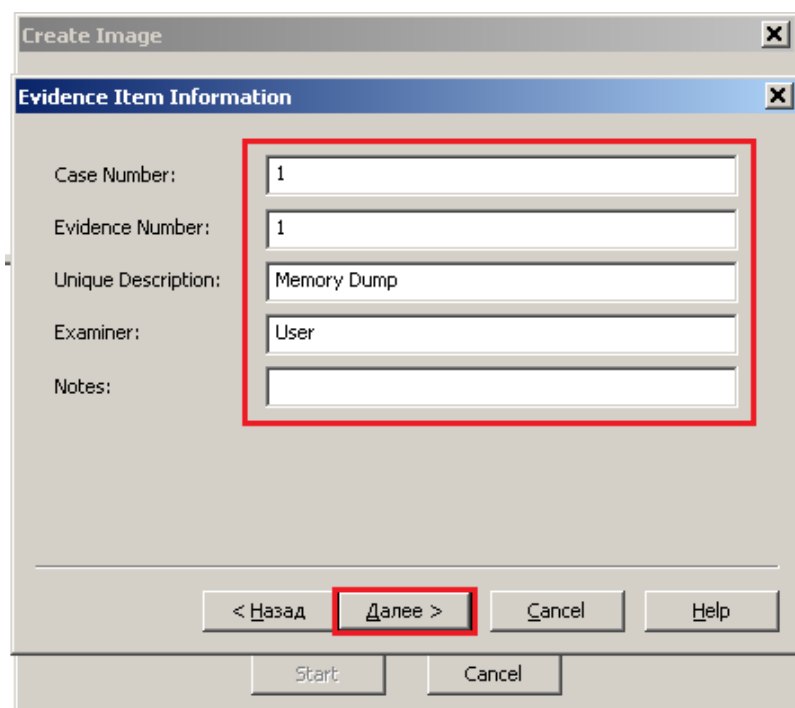 Create Image
Evidence Item Information
Case Number: 1
Evidence Number: 1
Unique Description: Memory Dump
Examiner: User
Notes:
< Назад Далее > Cancel Help
Start Cancel